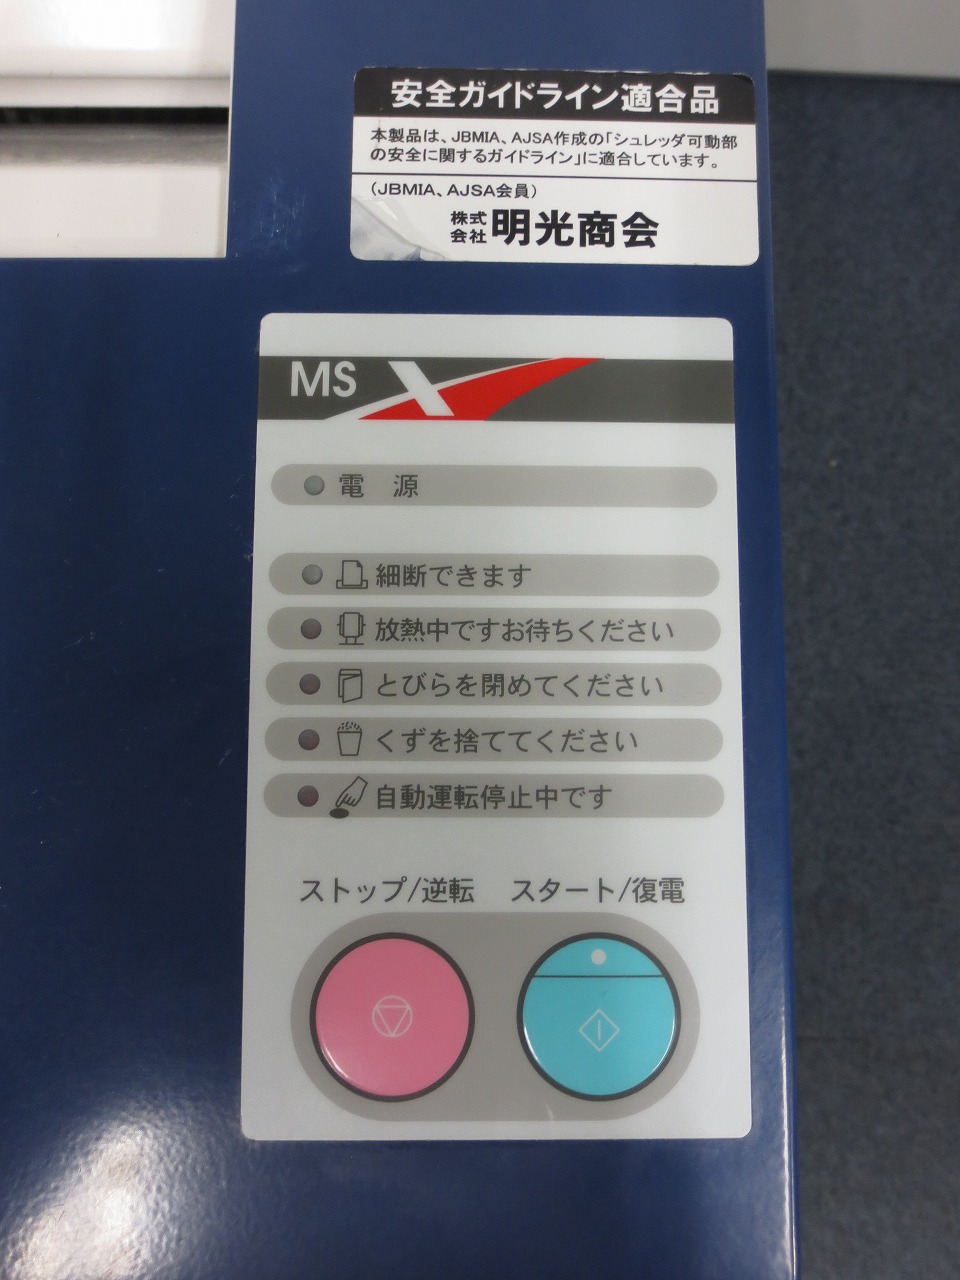 安全ガイドライン適合品
本製品は、JBMIA、AJSA作成の「シュレッダ可動部
の安全に関するガイドライン」に適合しています。
(JBMIA、AJSA会員)
株式会社 明光商会
MS X
電 源
細断できます
放熱中ですお待ちください
とびらを閉めてください
くずを捨ててください
自動運転停止中です
ストップ/逆転 スタート/復電